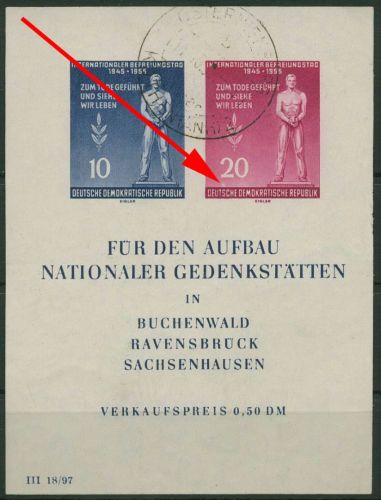 INTERNATIONALER BEFREIUNGSTAG
1945 - 1955
ZUM TODE GEFÜHRT
UND SIEHE
WIR LEBEN
10
DEUTSCHE DEMOKRATISCHE REPUBLIK
EIGLER
INTERNATIONALER BEFREIUNGSTAG
1945 - 1955
ZUM TODE GEFÜHRT
UND SIEHE
WIR LEBEN
20
DEUTSCHE DEMOKRATISCHE REPUBLIK
EIGLER
FÜR DEN AUFBAU
NATIONALER GEDENKSTÄTTEN
IN
BUCHENWALD
RAVENSBRÜCK
SACHSENHAUSEN
VERKAUFSPREIS 0,50 DM
III 18/97